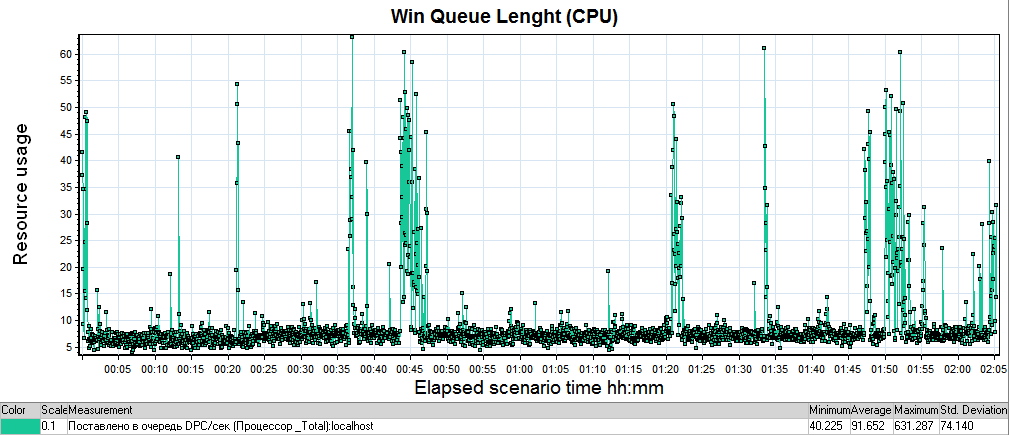 Win Queue Lenght (CPU)
Resource usage
60
55
50
45
40
35
30
25
20
15
10
5
00:05 00:10 00:15 00:20 00:25 00:30 00:35 00:40 00:45 00:50 00:55 01:00 01:05 01:10 01:15 01:20 01:25 01:30 01:35 01:40 01:45 01:50 01:55 02:00 02:05
Elapsed scenario time hh:mm
Color Scale Measurement Minimum Average Maximum Std. Deviation
0.1 Поставлено в очередь DPC/сек (Процессор _Total):localhost 40.225 91.652 631.287 74.140